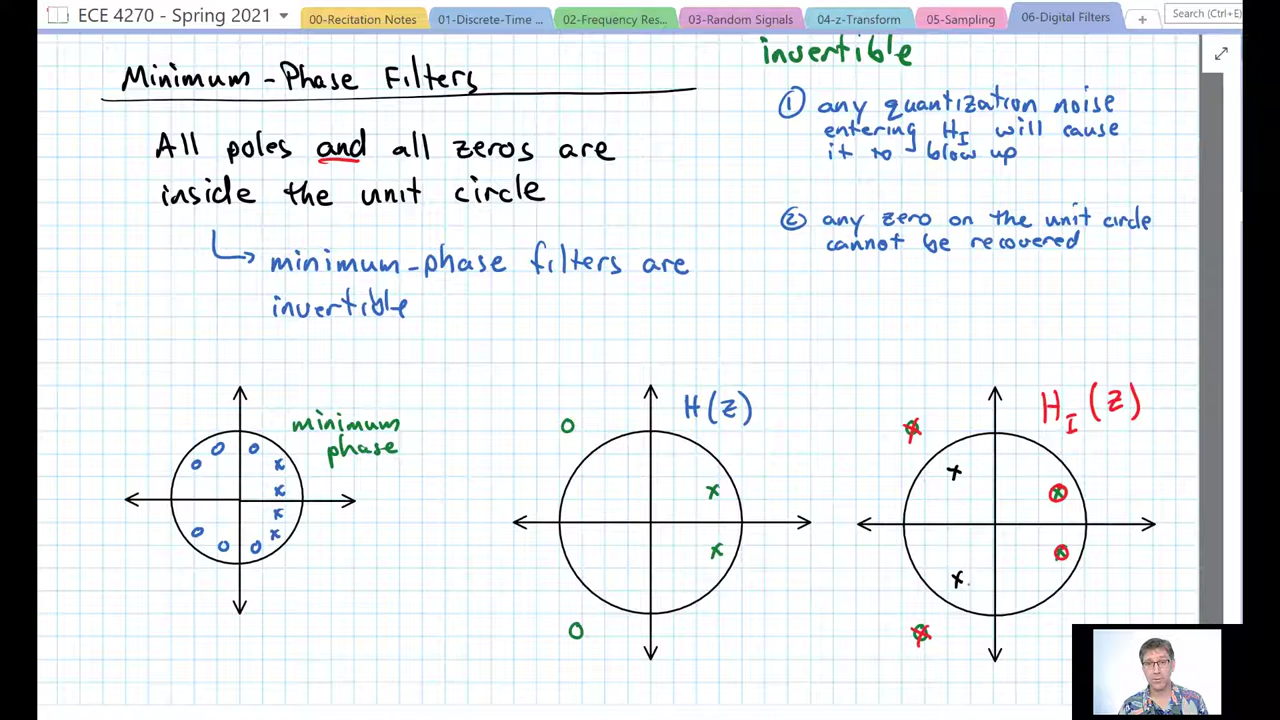 ECE 4270 - Spring 2021
00-Recitation Notes
01-Discrete-Time ...
02-Frequency Res...
03-Random Signals
04-z-Transform
05-Sampling
06-Digital Filters
Search (Ctrl+E)
Minimum-Phase Filters
All poles and all zeros are
inside the unit circle
minimum-phase filters are
invertible
invertible
① any quantization noise
entering H_I will cause
it to blow up
② any zero on the unit circle
cannot be recovered
minimum
phase
H(z)
H_I(z)